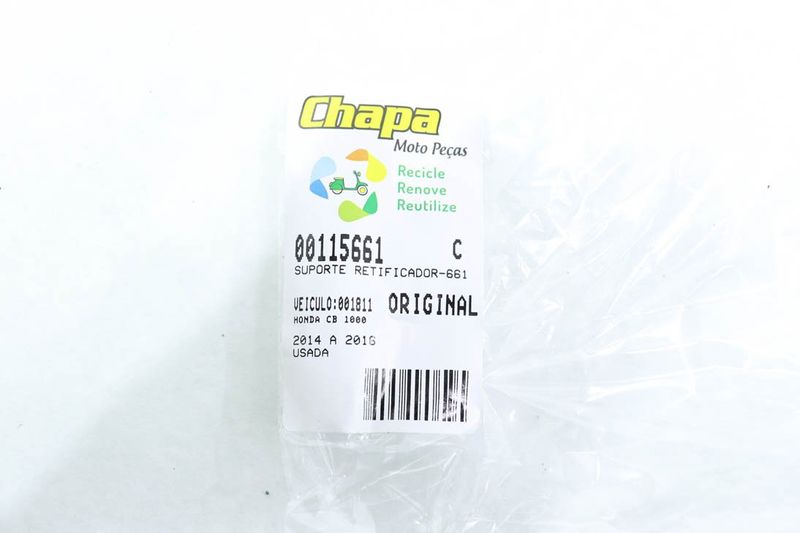 Chapa
Moto Peças
Recicle
Renove
Reutilize
00115661 C
SUPORTE RETIFICADOR-661
VEICULO:001811 ORIGINAL
HONDA CB 1000
2014 A 2016
USADA